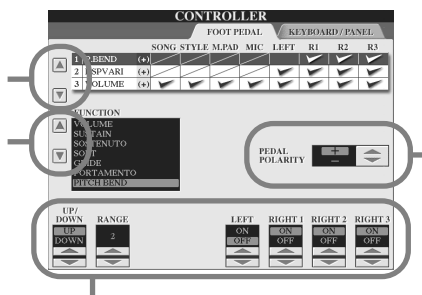 CONTROLLER
FOOT PEDAL KEYBOARD / PANEL
SONG STYLE M.PAD MIC LEFT R1 R2 R3
1 P.BEND (+)
2 DSPVARI (+)
3 VOLUME (+)
FUNCTION
VOLUME
SUSTAIN
SOSTENUTO
SOFT
GLIDE
PORTAMENTO
PITCH BEND
PEDAL
POLARITY
+
−
UP/
DOWN RANGE LEFT RIGHT 1 RIGHT 2 RIGHT 3
UP 2 ON ON ON ON
DOWN OFF OFF OFF OFF